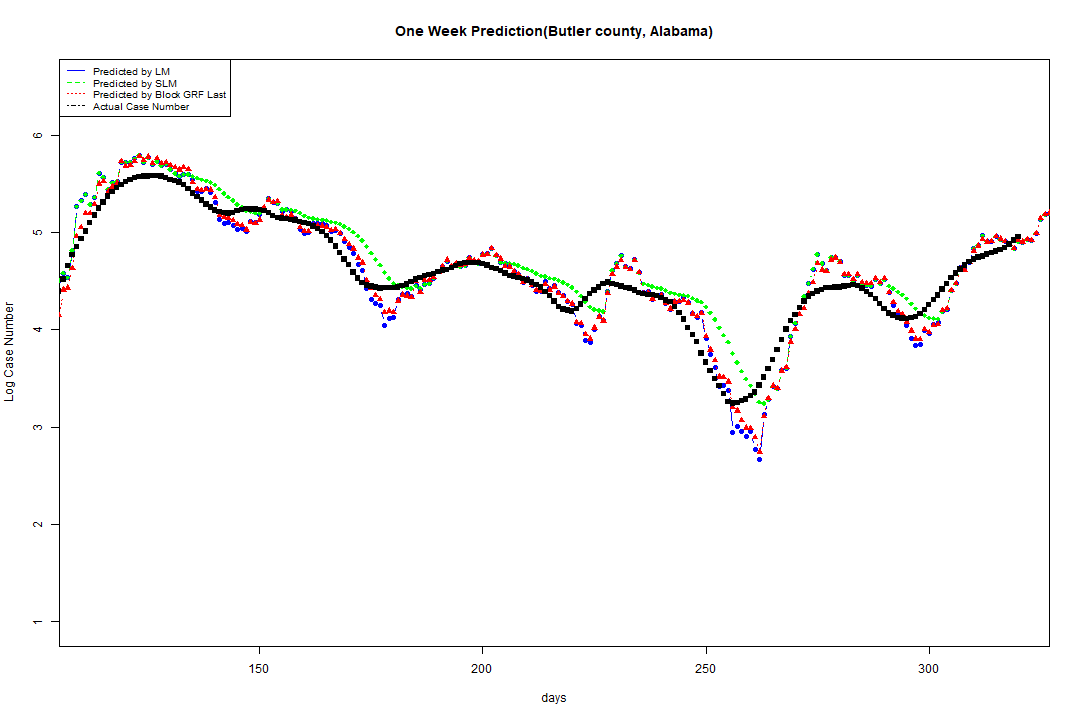 One Week Prediction(Butler county, Alabama)
Predicted by LM
Predicted by SLM
Predicted by Block GRF Last
Actual Case Number
6
5
4
3
2
1
Log Case Number
150 200 250 300
days